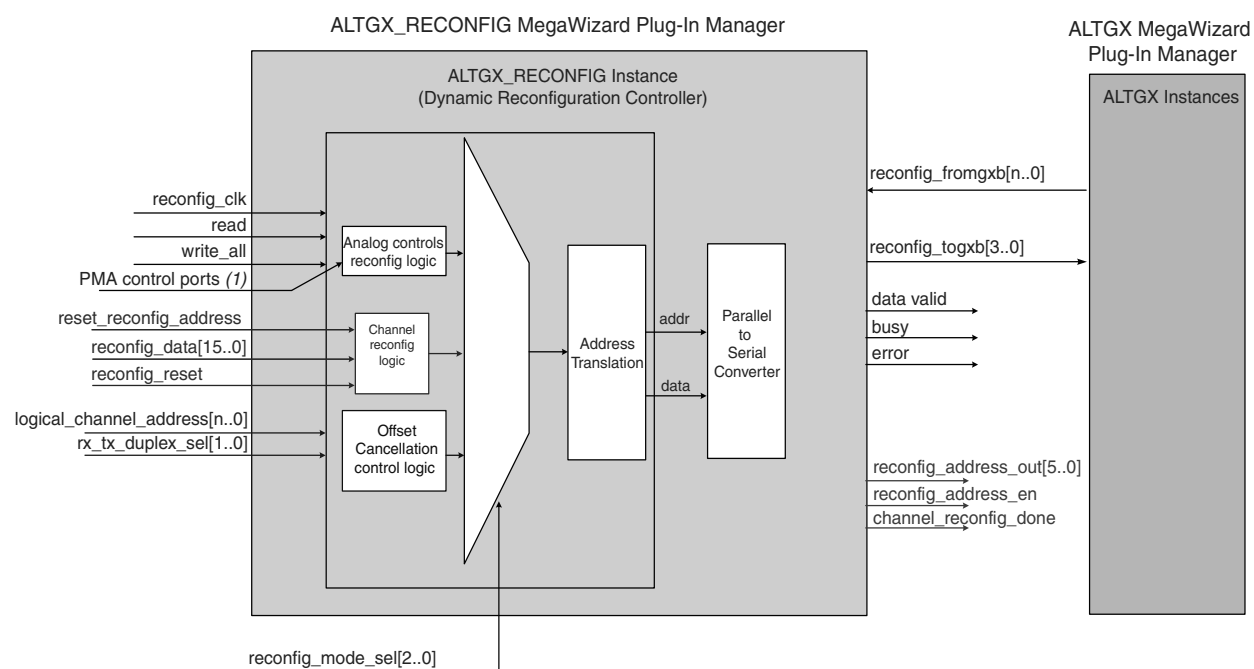 ALTGX_RECONFIG MegaWizard Plug-In Manager
ALTGX MegaWizard
Plug-In Manager
ALTGX_RECONFIG Instance
(Dynamic Reconfiguration Controller)
ALTGX Instances
reconfig_clk
read
write_all
PMA control ports (1)
reset_reconfig_address
reconfig_data[15..0]
reconfig_reset
logical_channel_address[n..0]
rx_tx_duplex_sel[1..0]
Analog controls
reconfig logic
Channel
reconfig
logic
Offset
Cancellation
control logic
Address
Translation
addr
data
Parallel
to
Serial
Converter
reconfig_fromgxb[n..0]
reconfig_togxb[3..0]
data valid
busy
error
reconfig_address_out[5..0]
reconfig_address_en
channel_reconfig_done
reconfig_mode_sel[2..0]